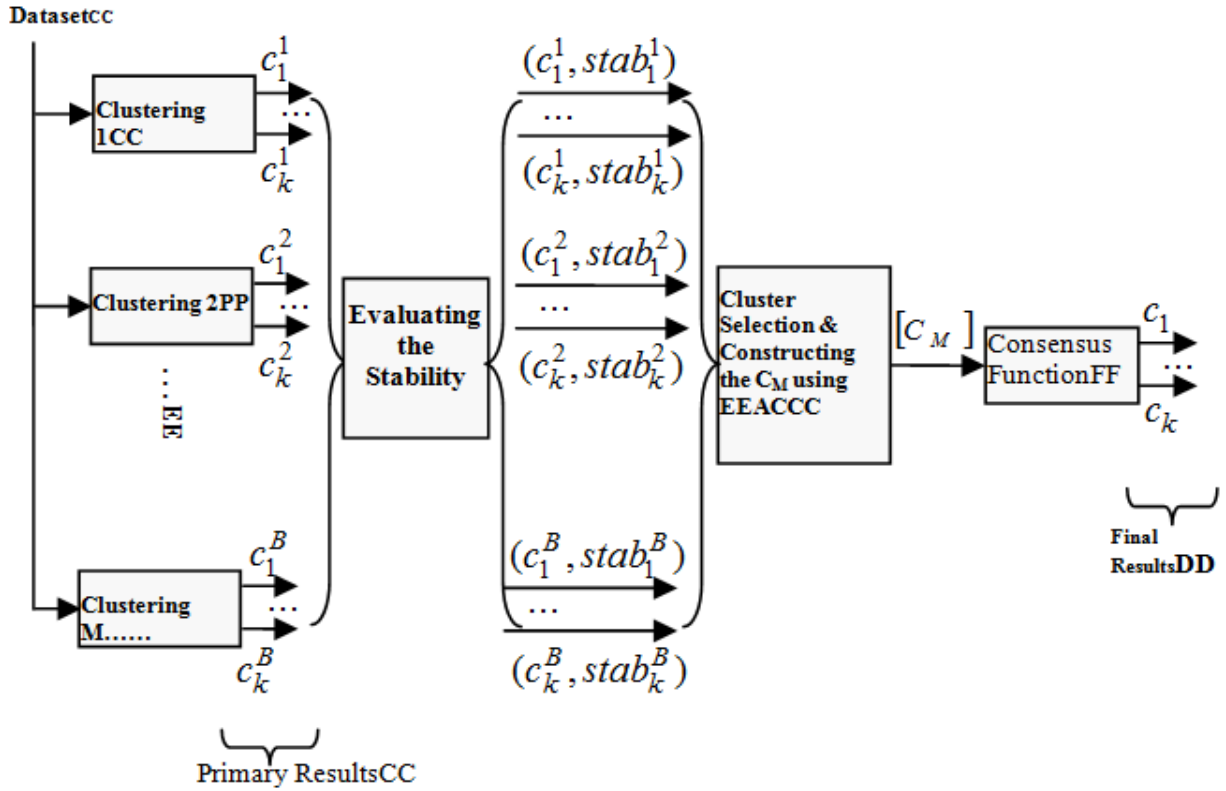 Datasetcc
c_1^1
Clustering
1CC
…
c_k^1
c_1^2
Clustering 2PP
…
c_k^2
…EE
c_1^B
Clustering
M……
…
c_k^B
Primary ResultsCC
Evaluating
the
Stability
(c_1^1, stab_1^1)
…
(c_k^1, stab_k^1)
(c_1^2, stab_1^2)
…
(c_k^2, stab_k^2)
(c_1^B, stab_1^B)
…
(c_k^B, stab_k^B)
Cluster
Selection &
Constructing
the C_M using
EEACCC
[C_M]
Consensus
FunctionFF
c_1
…
c_k
Final
ResultsDD